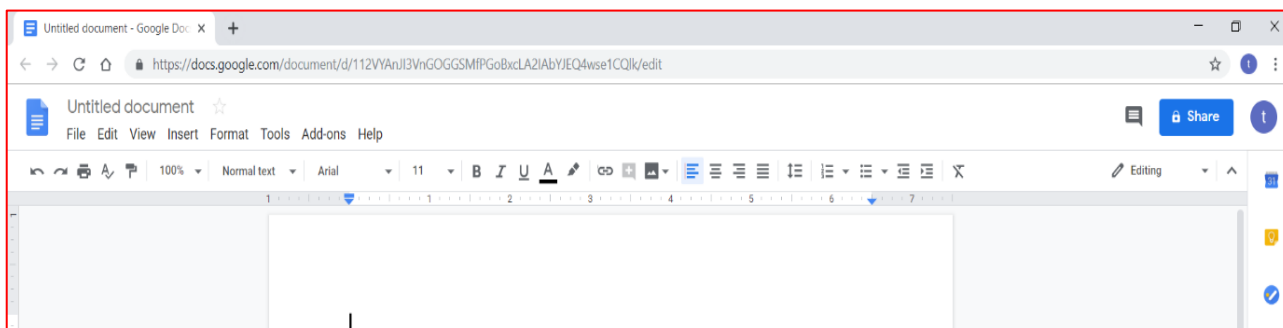 Untitled document - Google Doc
https://docs.google.com/document/d/112VYAnJI3VnGOGGSMfPGoBxcLA2IAbYJEQ4wse1CQlk/edit
t
Untitled document
File Edit View Insert Format Tools Add-ons Help
Share
t
100% Normal text Arial 11 B I U A Editing
1 1 2 3 4 5 6 7
31